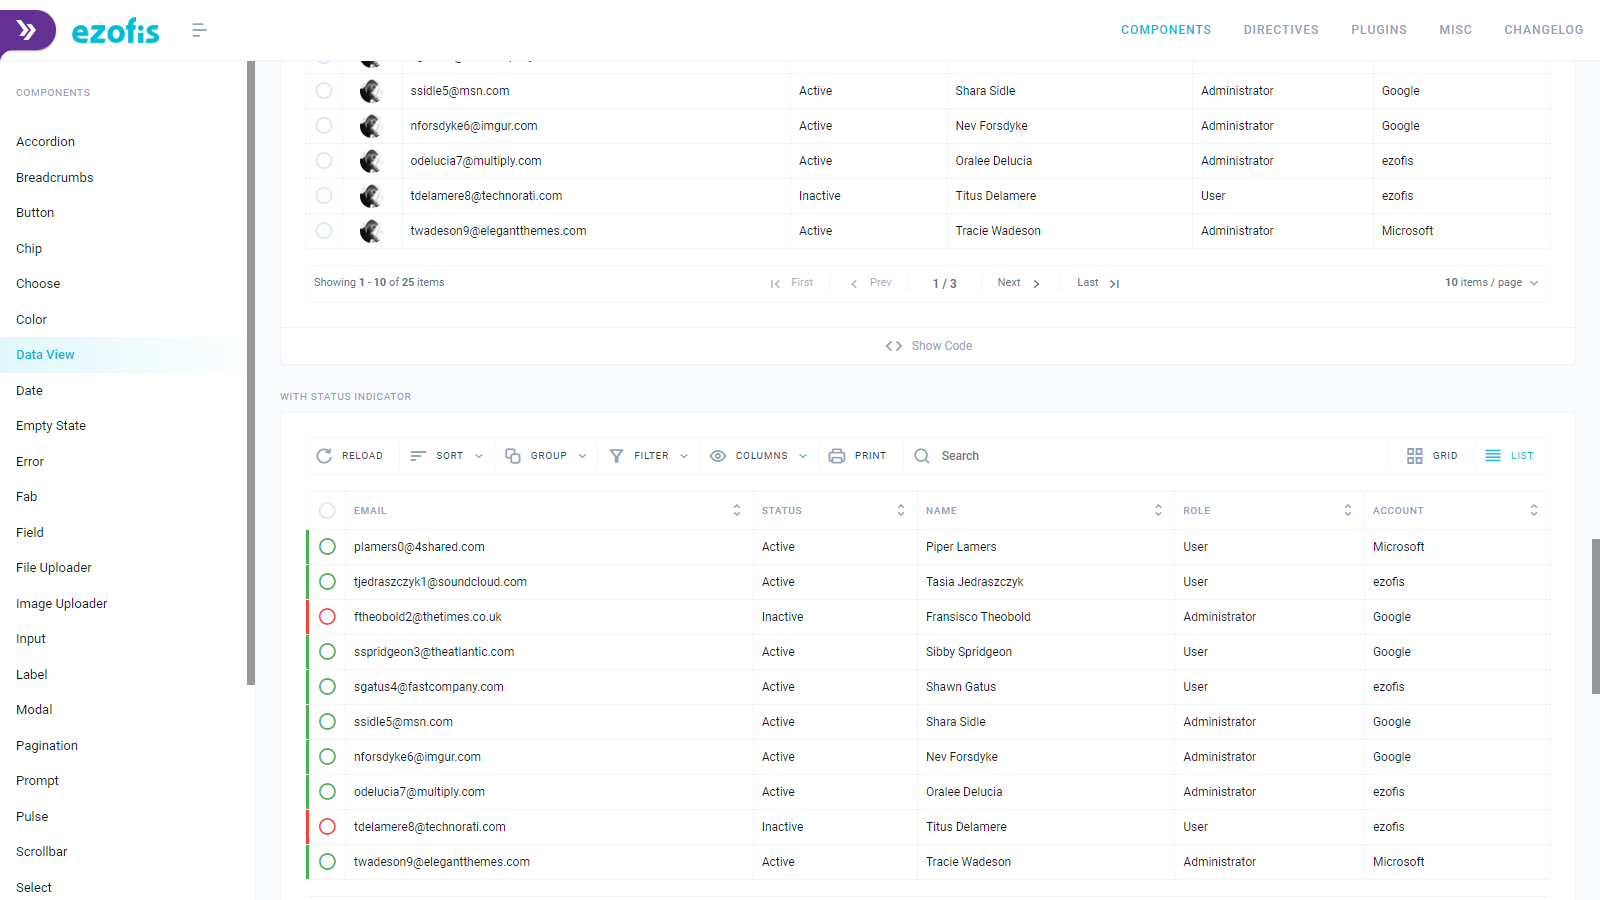 ezofis
COMPONENTS DIRECTIVES PLUGINS MISC CHANGELOG
COMPONENTS
Accordion
Breadcrumbs
Button
Chip
Choose
Color
Data View
Date
Empty State
Error
Fab
Field
File Uploader
Image Uploader
Input
Label
Modal
Pagination
Prompt
Pulse
Scrollbar
Select
ssidle5@msn.com Active Shara Sidle Administrator Google
nforsdyke6@imgur.com Active Nev Forsdyke Administrator Google
odelucia7@multiply.com Active Oralee Delucia Administrator ezofis
tdelamere8@technorati.com Inactive Titus Delamere User ezofis
twadeson9@elegantthemes.com Active Tracie Wadeson Administrator Microsoft
Showing 1 - 10 of 25 items First Prev 1 / 3 Next Last 10 items / page
Show Code
WITH STATUS INDICATOR
RELOAD SORT GROUP FILTER COLUMNS PRINT Search GRID LIST
EMAIL STATUS NAME ROLE ACCOUNT
plamers0@4shared.com Active Piper Lamers User Microsoft
tjedraszczyk1@soundcloud.com Active Tasia Jedraszczyk User ezofis
ftheobold2@thetimes.co.uk Inactive Fransisco Theobold Administrator Google
sspridgeon3@theatlantic.com Active Sibby Spridgeon User Google
sgatus4@fastcompany.com Active Shawn Gatus User ezofis
ssidle5@msn.com Active Shara Sidle Administrator Google
nforsdyke6@imgur.com Active Nev Forsdyke Administrator Google
odelucia7@multiply.com Active Oralee Delucia Administrator ezofis
tdelamere8@technorati.com Inactive Titus Delamere User ezofis
twadeson9@elegantthemes.com Active Tracie Wadeson Administrator Microsoft